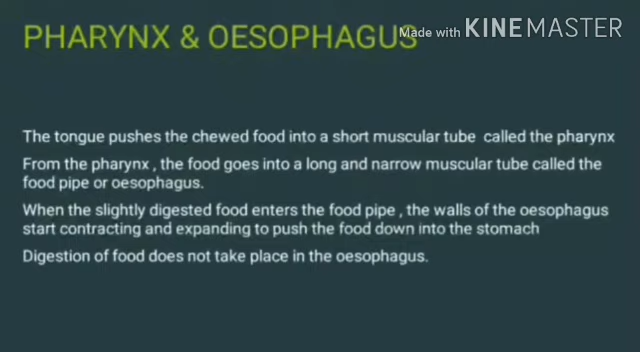 PHARYNX & OESOPHAGUS
Made with KINEMASTER
The tongue pushes the chewed food into a short muscular tube called the pharynx
From the pharynx , the food goes into a long and narrow muscular tube called the
food pipe or oesophagus.
When the slightly digested food enters the food pipe , the walls of the oesophagus
start contracting and expanding to push the food down into the stomach
Digestion of food does not take place in the oesophagus.